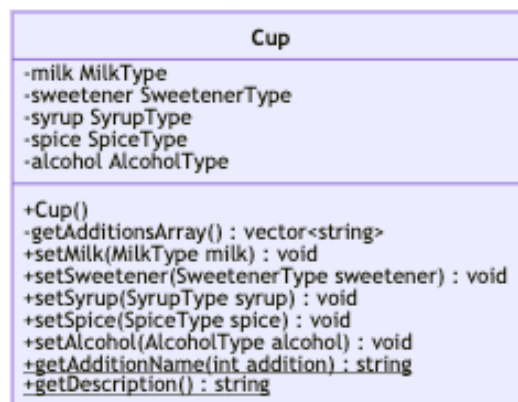 Cup
-milk MilkType
-sweetener SweetenerType
-syrup SyrupType
-spice SpiceType
-alcohol AlcoholType
+Cup()
-getAdditionsArray() : vector<string>
+setMilk(MilkType milk) : void
+setSweetener(SweetenerType sweetener) : void
+setSyrup(SyrupType syrup) : void
+setSpice(SpiceType spice) : void
+setAlcohol(AlcoholType alcohol) : void
+getAdditionName(int addition) : string
+getDescription() : string